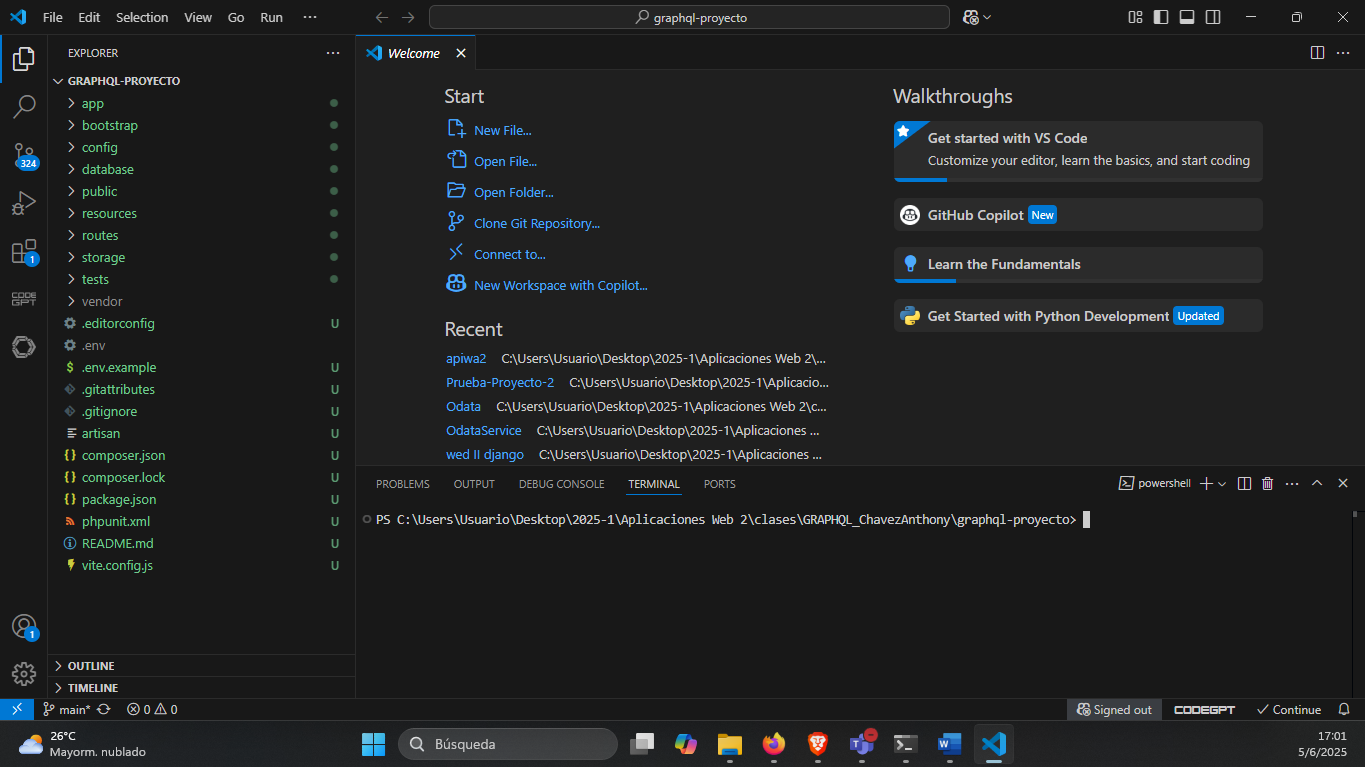 File Edit Selection View Go Run ···
graphql-proyecto
EXPLORER
GRAPHQL-PROYECTO
app
bootstrap
config
database
public
resources
routes
storage
tests
vendor
.editorconfig U
.env
.env.example U
.gitattributes U
.gitignore U
artisan U
composer.json U
composer.lock U
package.json U
phpunit.xml U
README.md U
vite.config.js U
OUTLINE
TIMELINE
324
1
CODE GPT
1
Welcome
Start
New File...
Open File...
Open Folder...
Clone Git Repository...
Connect to...
New Workspace with Copilot...
Recent
apiwa2 C:\Users\Usuario\Desktop\2025-1\Aplicaciones Web 2\...
Prueba-Proyecto-2 C:\Users\Usuario\Desktop\2025-1\Aplicacio...
Odata C:\Users\Usuario\Desktop\2025-1\Aplicaciones Web 2\c...
OdataService C:\Users\Usuario\Desktop\2025-1\Aplicaciones ...
wed II django C:\Users\Usuario\Desktop\2025-1\Aplicaciones ...
Walkthroughs
Get started with VS Code
Customize your editor, learn the basics, and start coding
GitHub Copilot New
Learn the Fundamentals
Get Started with Python Development Updated
PROBLEMS OUTPUT DEBUG CONSOLE TERMINAL PORTS
powershell
PS C:\Users\Usuario\Desktop\2025-1\Aplicaciones Web 2\clases\GRAPHQL_ChavezAnthony\graphql-proyecto>
main* 0 0
Signed out CODEGPT Continue
26°C
Mayorm. nublado
Búsqueda
17:01
5/6/2025